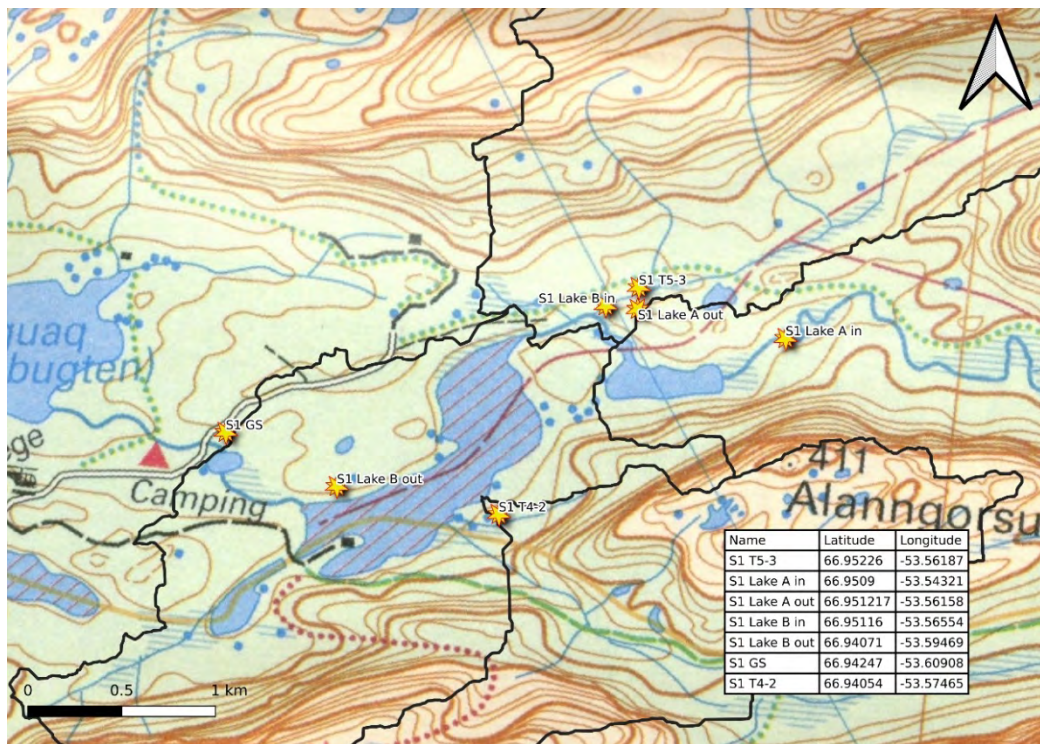 S1 T5-3
S1 Lake B in
S1 Lake A out
S1 Lake A in
bugten)
S1 GS
S1 Lake B out
Camping
S1 T4-2
411
Alanngorsu
Name Latitude Longitude
S1 T5-3 66.95226 -53.56187
S1 Lake A in 66.9509 -53.54321
S1 Lake A out 66.951217 -53.56158
S1 Lake B in 66.95116 -53.56554
S1 Lake B out 66.94071 -53.59469
S1 GS 66.94247 -53.60908
S1 T4-2 66.94054 -53.57465
0 0.5 1 km